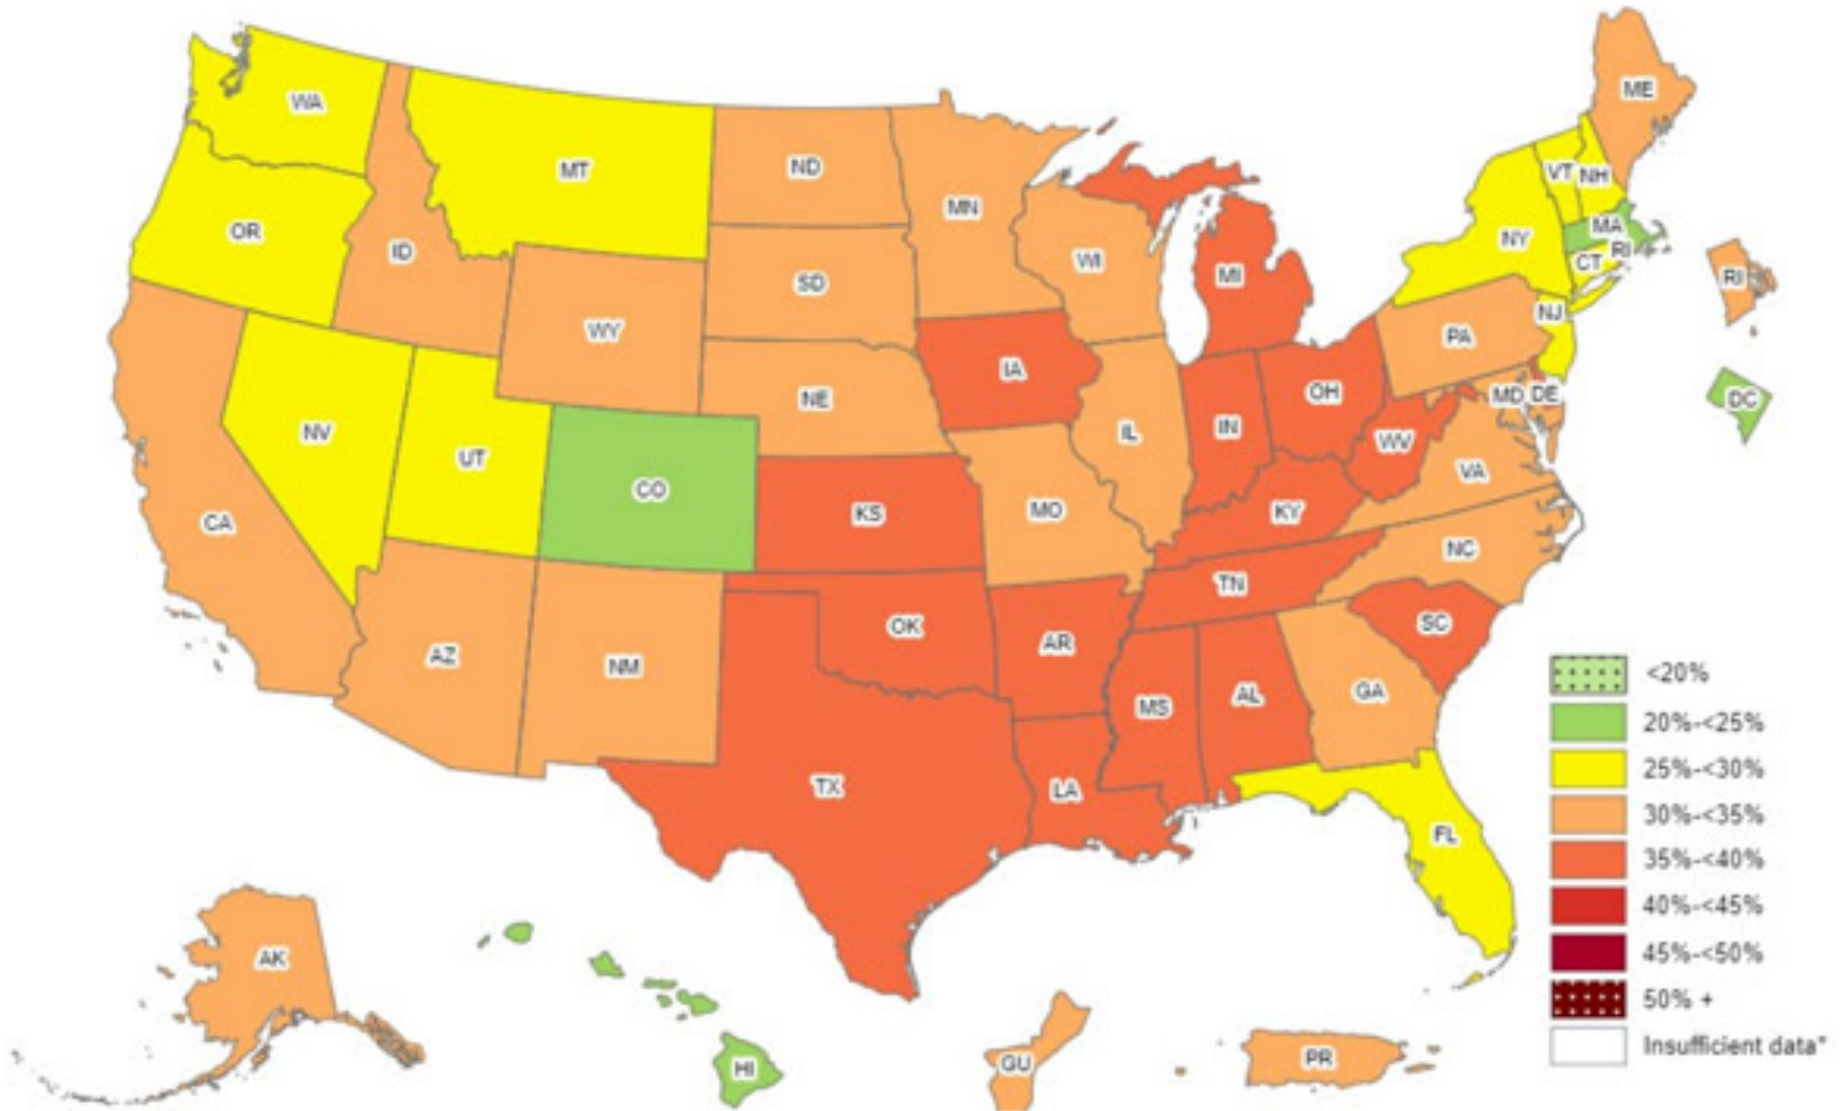 ME
WA
MT
ND
VT NH
MN
OR
MA
NY
RI
ID
WI
CT
MI
RI
SD
NJ
WY
PA
IA
OH
MD DE
DC
NE
IN
NV
IL
WV
UT
VA
CO
MO
KS
KY
CA
NC
TN
OK
AR
SC
AZ
NM
GA
MS
AL
<20%
20%-<25%
25%-<30%
TX
LA
30%-<35%
FL
35%-<40%
40%-<45%
AK
45%-<50%
50% +
Insufficient data*
HI
GU
PR